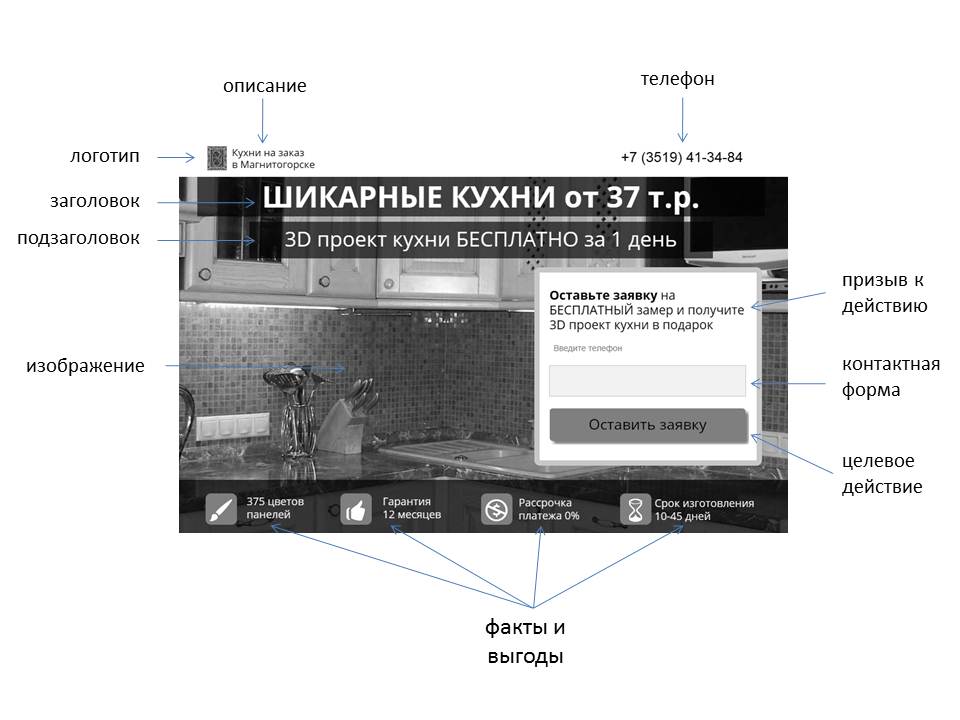 описание
телефон
логотип
Кухни на заказ
в Магнитогорске
+7 (3519) 41-34-84
заголовок
ШИКАРНЫЕ КУХНИ от 37 т.р.
подзаголовок
3D проект кухни БЕСПЛАТНО за 1 день
призыв к
действию
Оставьте заявку на
БЕСПЛАТНЫЙ замер и получите
3D проект кухни в подарок
Введите телефон
изображение
контактная
форма
Оставить заявку
целевое
действие
375 цветов
панелей
Гарантия
12 месяцев
Рассрочка
платежа 0%
Срок изготовления
10-45 дней
факты и
выгоды